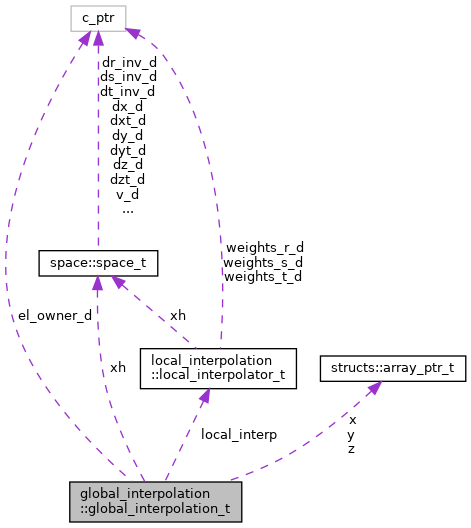 c_ptr
dr_inv_d
ds_inv_d
dt_inv_d
dx_d
dxt_d
dy_d
dyt_d
dz_d
dzt_d
v_d
...
weights_r_d
weights_s_d
weights_t_d
space::space_t
el_owner_d
xh
xh
local_interpolation
::local_interpolator_t
structs::array_ptr_t
local_interp
x
y
z
global_interpolation
::global_interpolation_t